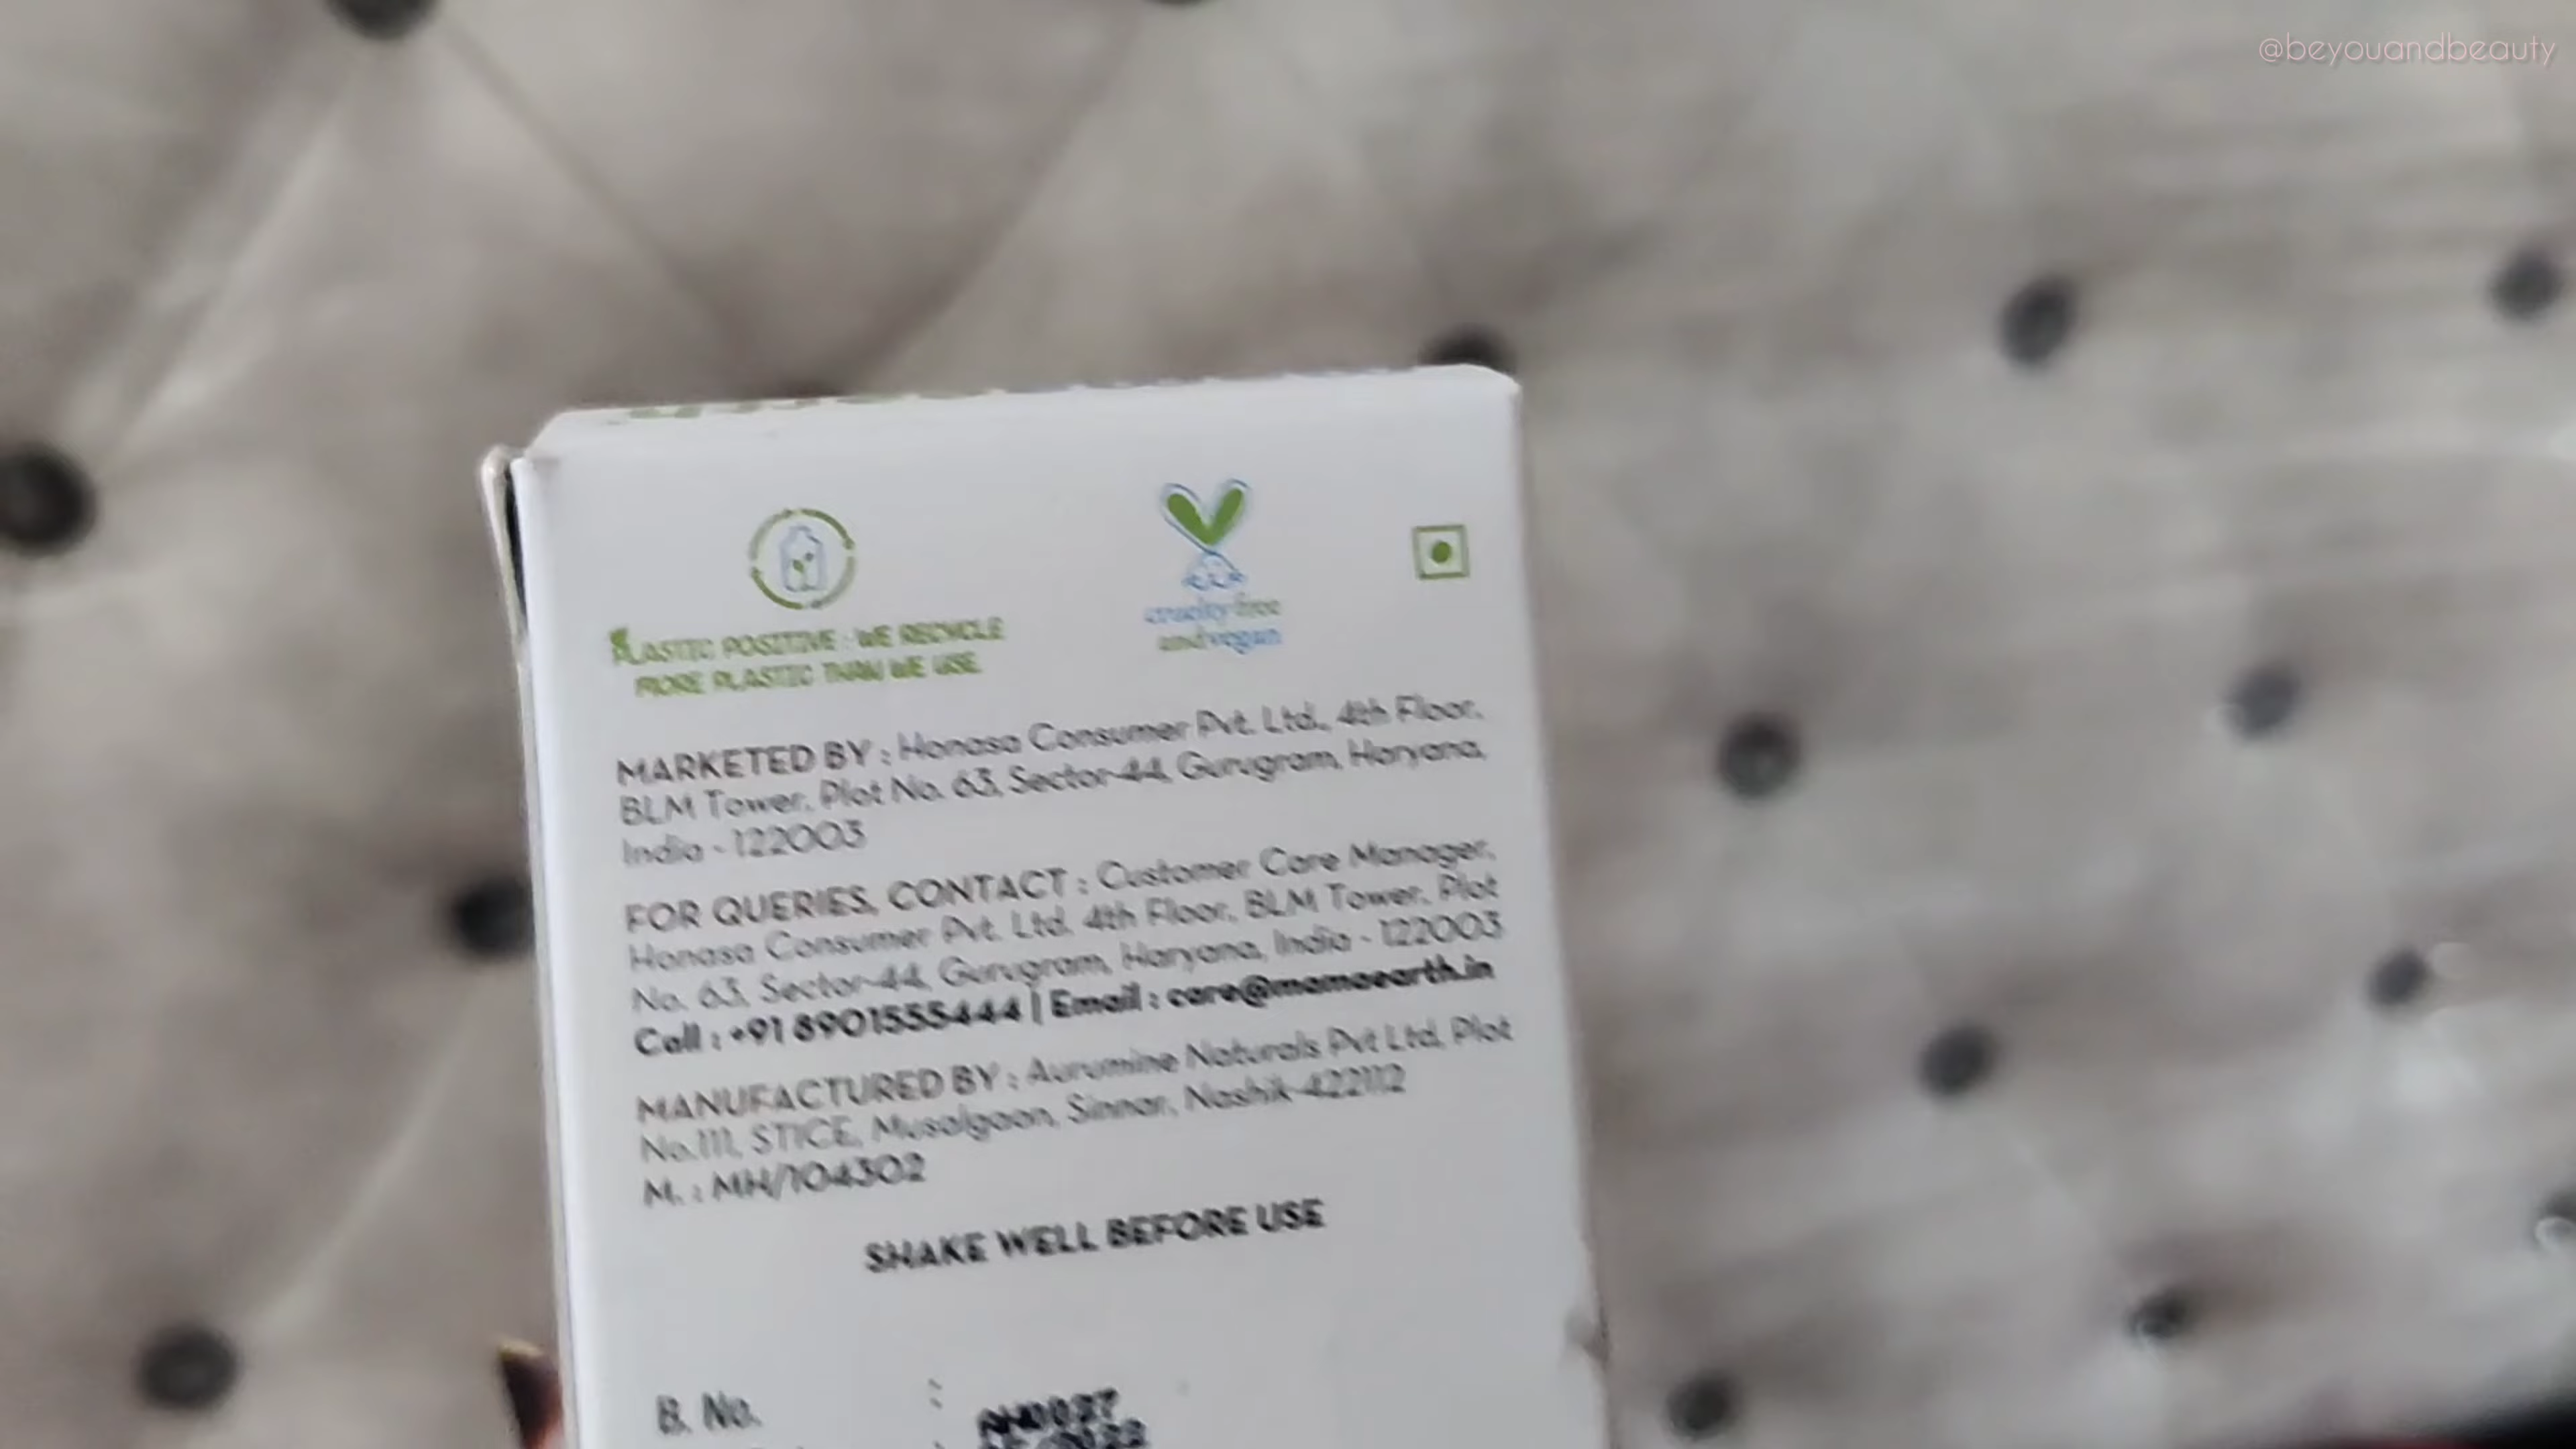 @beyouandbeauty
PLASTIC POSITIVE : WE RECYCLE
MORE PLASTIC THAN WE USE
cruelty free
and vegan
MARKETED BY : Honasa Consumer Pvt. Ltd., 4th Floor,
BLM Tower, Plot No. 63, Sector-44, Gurugram, Haryana,
India - 122003
FOR QUERIES, CONTACT : Customer Care Manager,
Honasa Consumer Pvt. Ltd. 4th Floor, BLM Tower, Plot
No. 63, Sector-44, Gurugram, Haryana, India - 122003
Call : +91 8901555444 | Email : care@mamaearth.in
MANUFACTURED BY : Aurumine Naturals Pvt Ltd, Plot
No.111, STICE, Musalgaon, Sinnar, Nashik-422112
M. : MH/104302
SHAKE WELL BEFORE USE
B. No. :